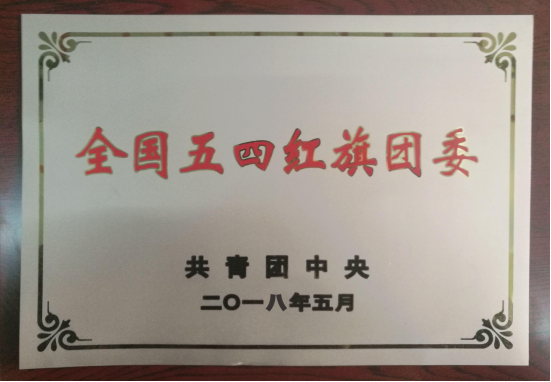 全国五四红旗团委
共青团中央
二〇一八年五月